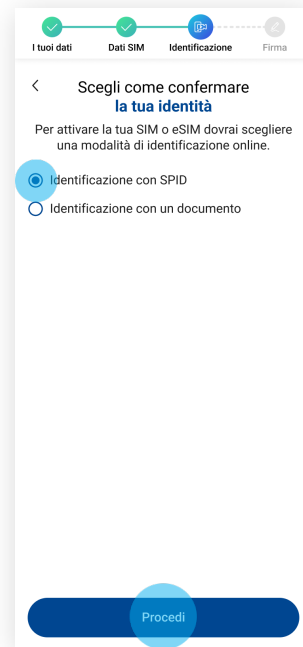 I tuoi dati
Dati SIM
Identificazione
Firma
Scegli come confermare
la tua identità
Per attivare la tua SIM o eSIM dovrai scegliere
una modalità di identificazione online.
Identificazione con SPID
Identificazione con un documento
Procedi